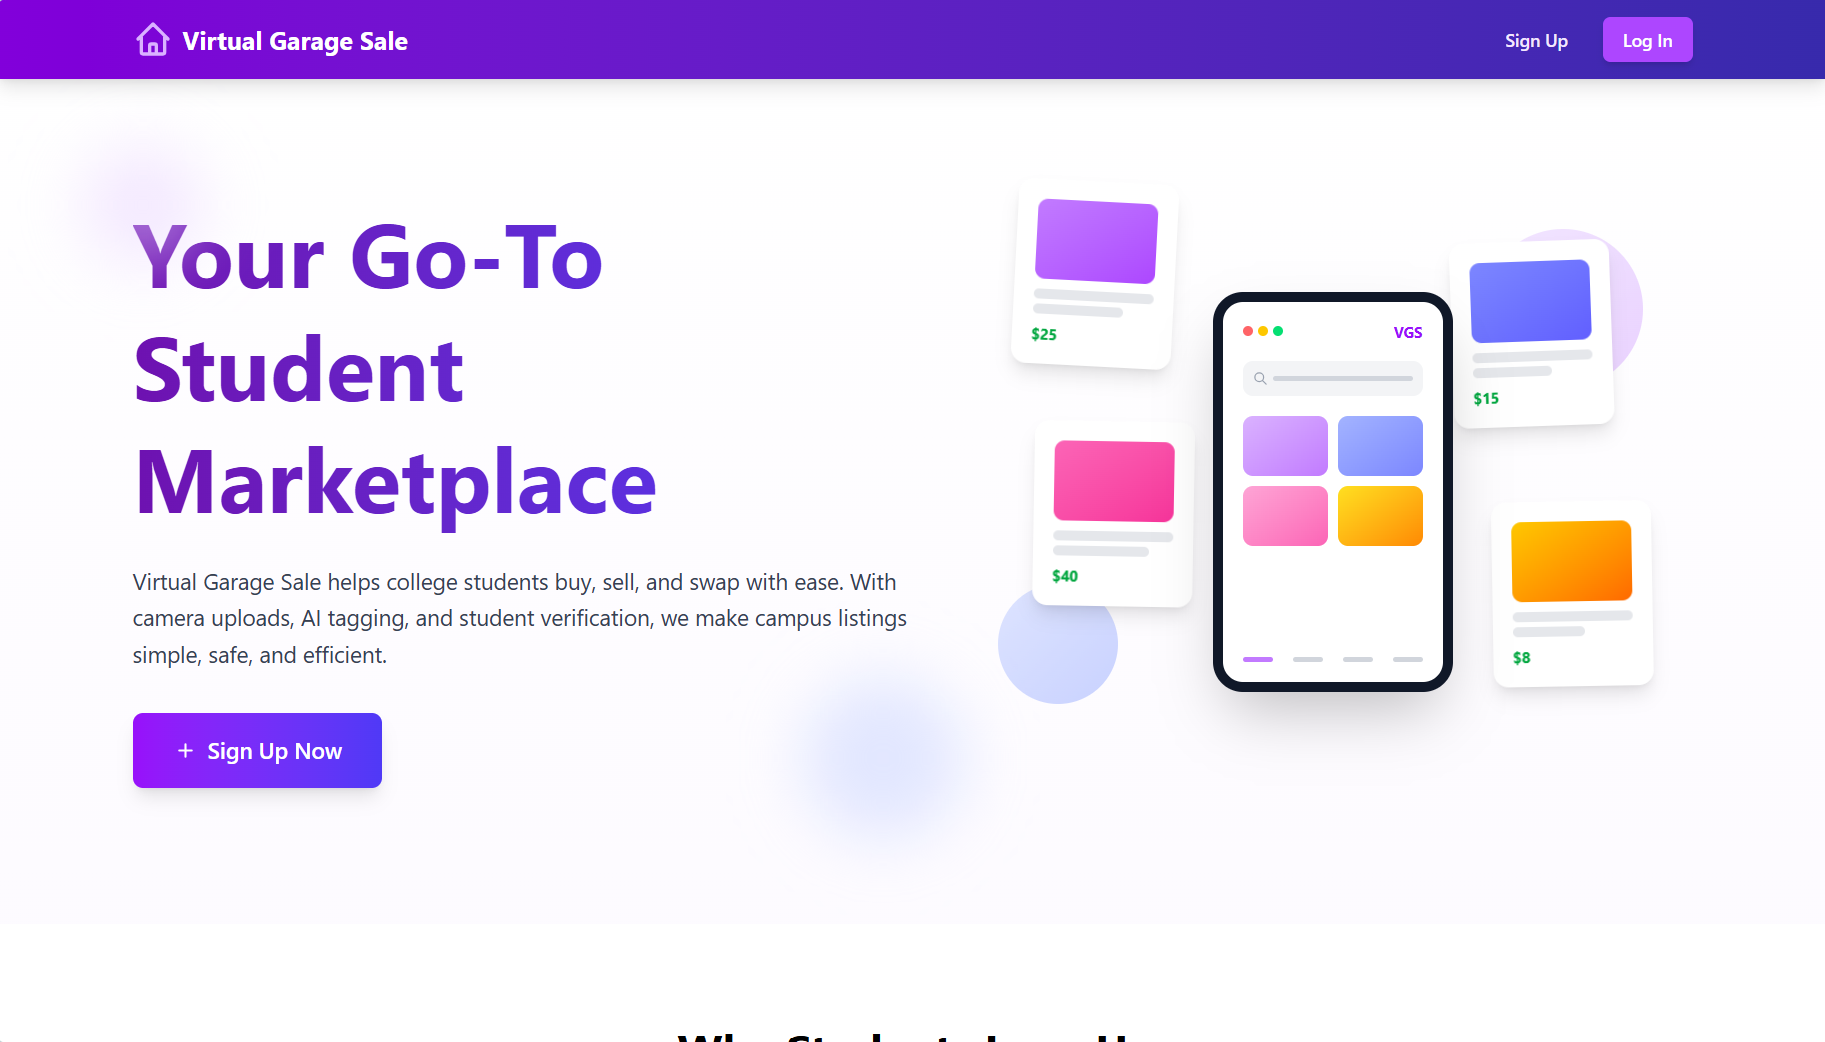 Virtual Garage Sale
Sign Up
Log In
Your Go-To
Student
Marketplace
Virtual Garage Sale helps college students buy, sell, and swap with ease. With
camera uploads, AI tagging, and student verification, we make campus listings
simple, safe, and efficient.
+ Sign Up Now
$25
$40
VGS
$15
$8